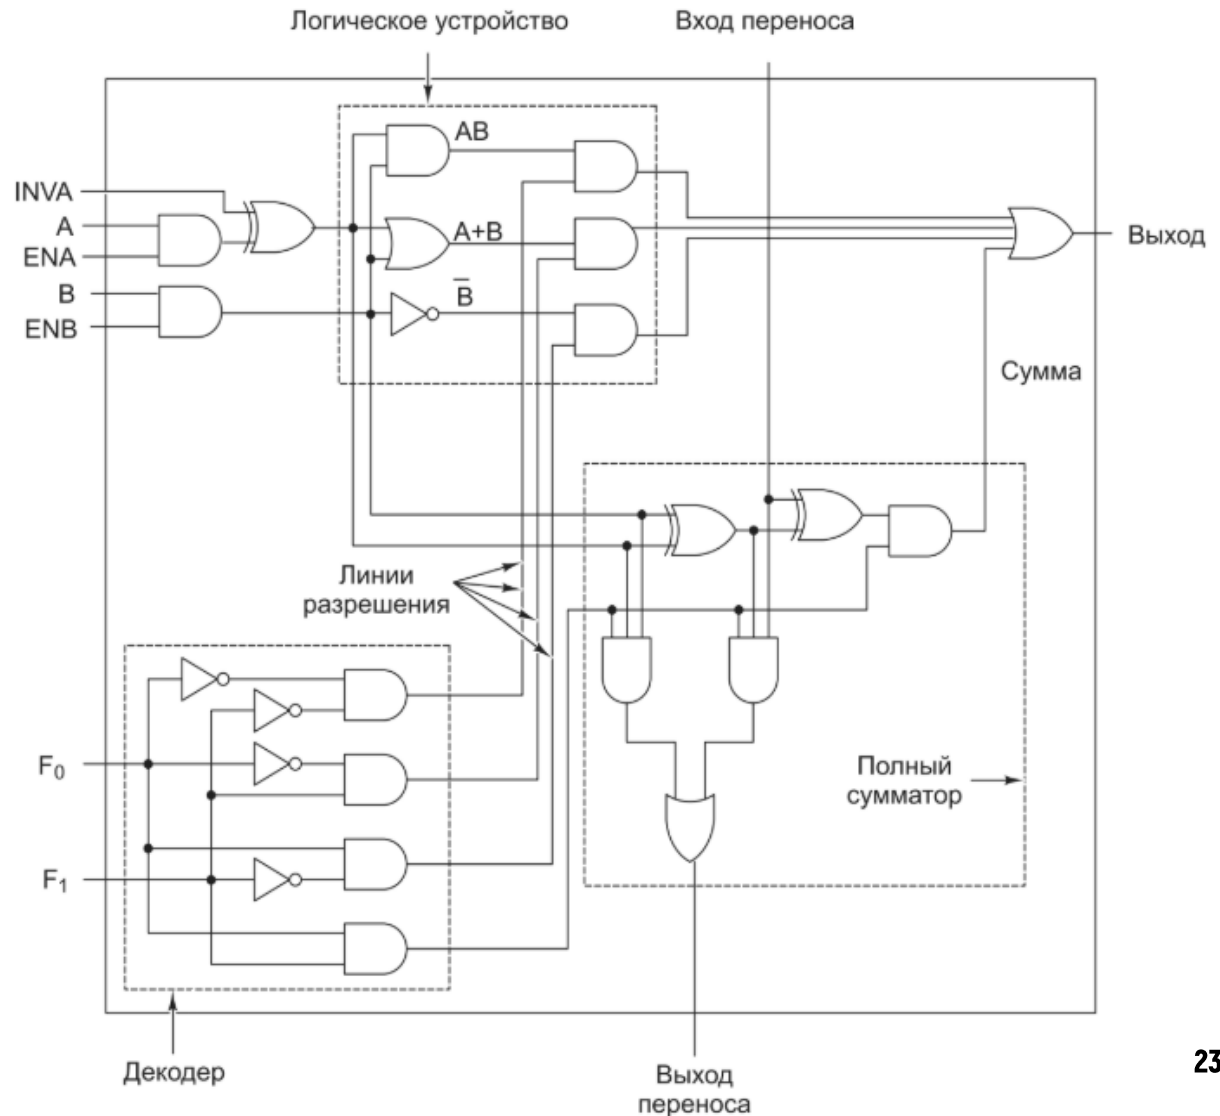 Логическое устройство
Вход переноса
INVA
A
ENA
B
ENB
AB
A+B
B̅
Выход
Сумма
Линии
разрешения
F₀
F₁
Полный
сумматор
Декодер
Выход
переноса
23